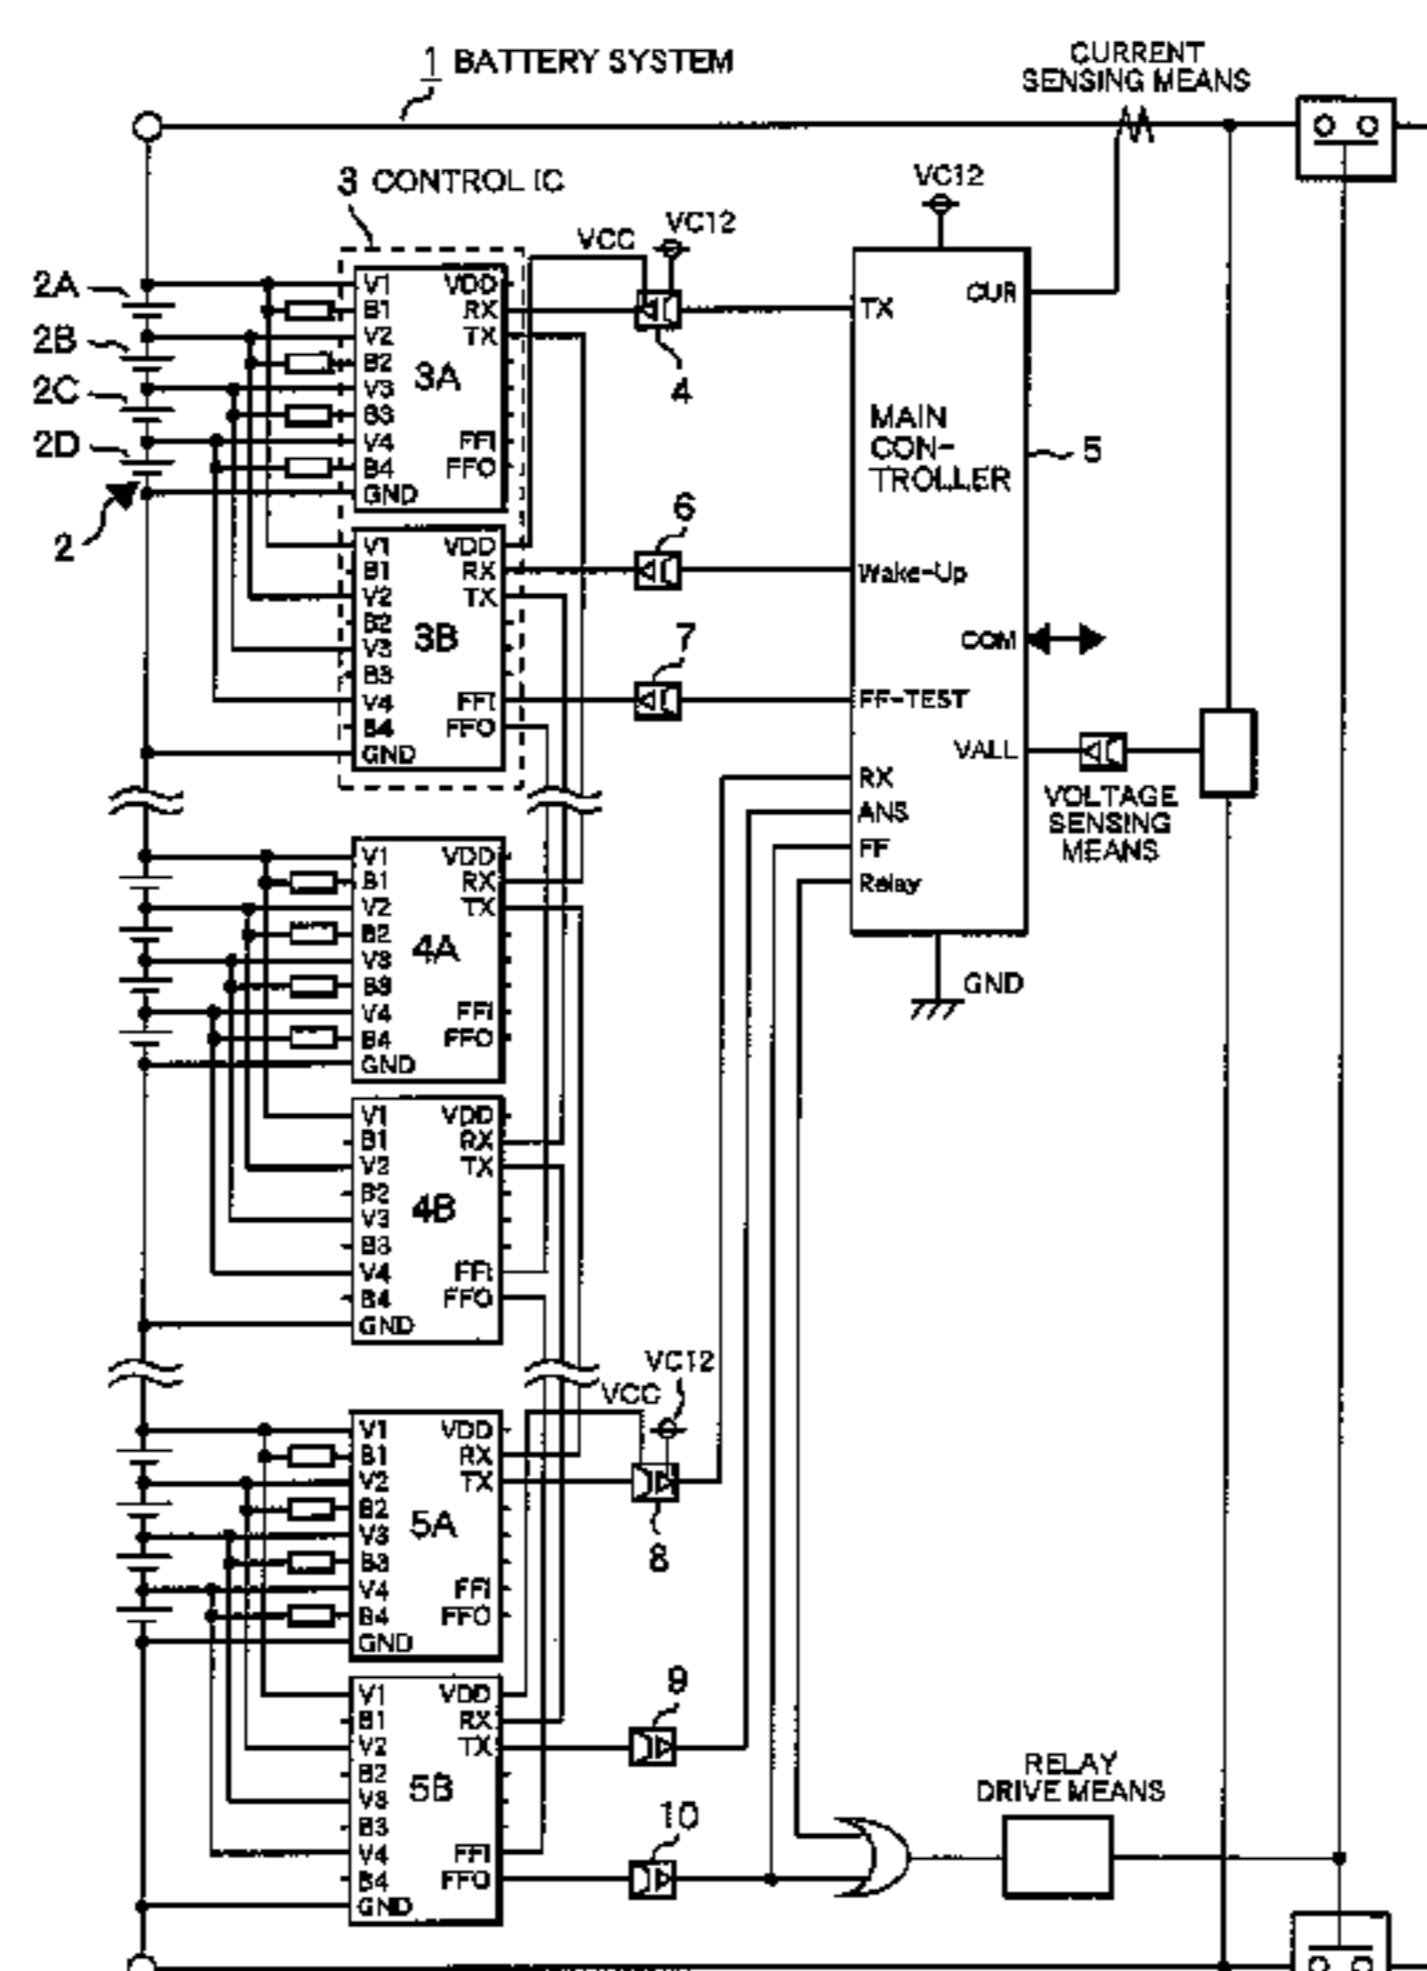 1 BATTERY SYSTEM
CURRENT
SENSING MEANS
3 CONTROL IC
VC12
VCC
VC12
2A
2B
2C
2D
2
V1 VDD
B1 RX
V2 TX
B2
V3
B3
V4 FFI
B4 FFO
GND
3A
4
TX
CUR
MAIN
CON-
TROLLER
5
6
V1 VDD
B1 RX
V2 TX
B2
V3
B3
V4 FFI
B4 FFO
GND
3B
Wake-Up
COM
7
FF-TEST
VALL
RX
ANS
FF
Relay
VOLTAGE
SENSING
MEANS
GND
V1 VDD
B1 RX
V2 TX
B2
V3
B3
V4 FFI
B4 FFO
GND
4A
V1 VDD
B1 RX
V2 TX
B2
V3
B3
V4 FFI
B4 FFO
GND
4B
VC12
VCC
V1 VDD
B1 RX
V2 TX
B2
V3
B3
V4 FFI
B4 FFO
GND
5A
8
V1 VDD
B1 RX
V2 TX
B2
V3
B3
V4 FFI
B4 FFO
GND
5B
9
10
RELAY
DRIVE MEANS